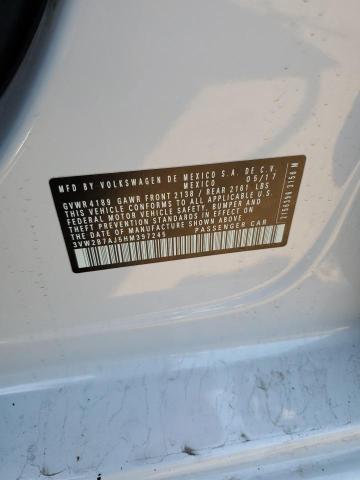 MFD BY VOLKSWAGEN DE MEXICO S.A. DE C.V.
MEXICO 05/17
GVWR 4189 GAWR FRONT 2138 / REAR 2161 LBS
THIS VEHICLE CONFORMS TO ALL APPLICABLE U.S.
FEDERAL MOTOR VEHICLE SAFETY, BUMPER AND
THEFT PREVENTION STANDARDS IN EFFECT ON
THE DATE OF MANUFACTURE SHOWN ABOVE
3VW2B7AJ5HM397245 PASSENGER CAR
3158 M